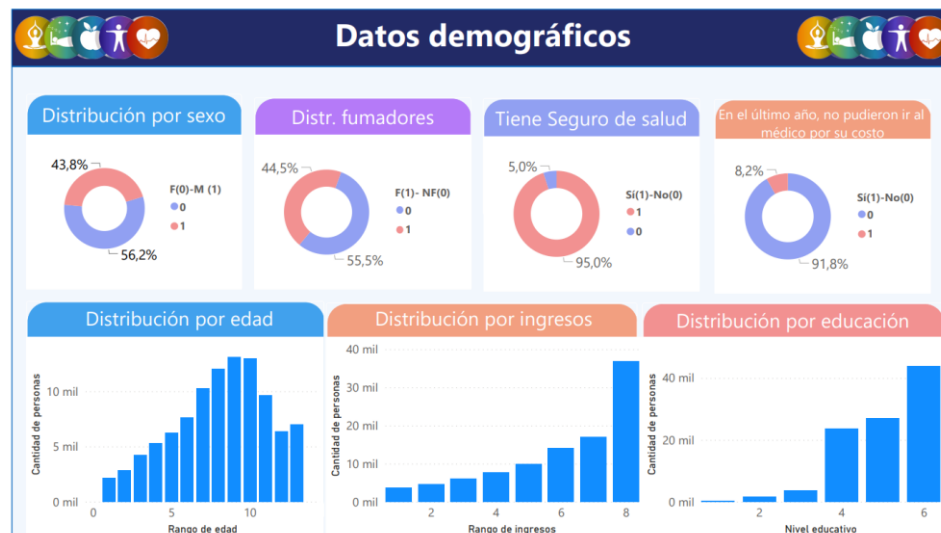 Datos demográficos
Distribución por sexo
43,8%
56,2%
F(0)-M (1)
0
1
Distr. fumadores
44,5%
55,5%
F(1)- NF(0)
0
1
Tiene Seguro de salud
5,0%
95,0%
Sí(1)-No(0)
1
0
En el último año, no pudieron ir al
médico por su costo
8,2%
91,8%
Sí(1)-No(0)
0
1
Distribución por edad
Cantidad de personas
10 mil
5 mil
0 mil
0
5
10
Rango de edad
Distribución por ingresos
Cantidad de personas
40 mil
30 mil
20 mil
10 mil
0 mil
2
4
6
8
Rango de ingresos
Distribución por educación
Cantidad de personas
40 mil
20 mil
0 mil
2
4
6
Nivel educativo